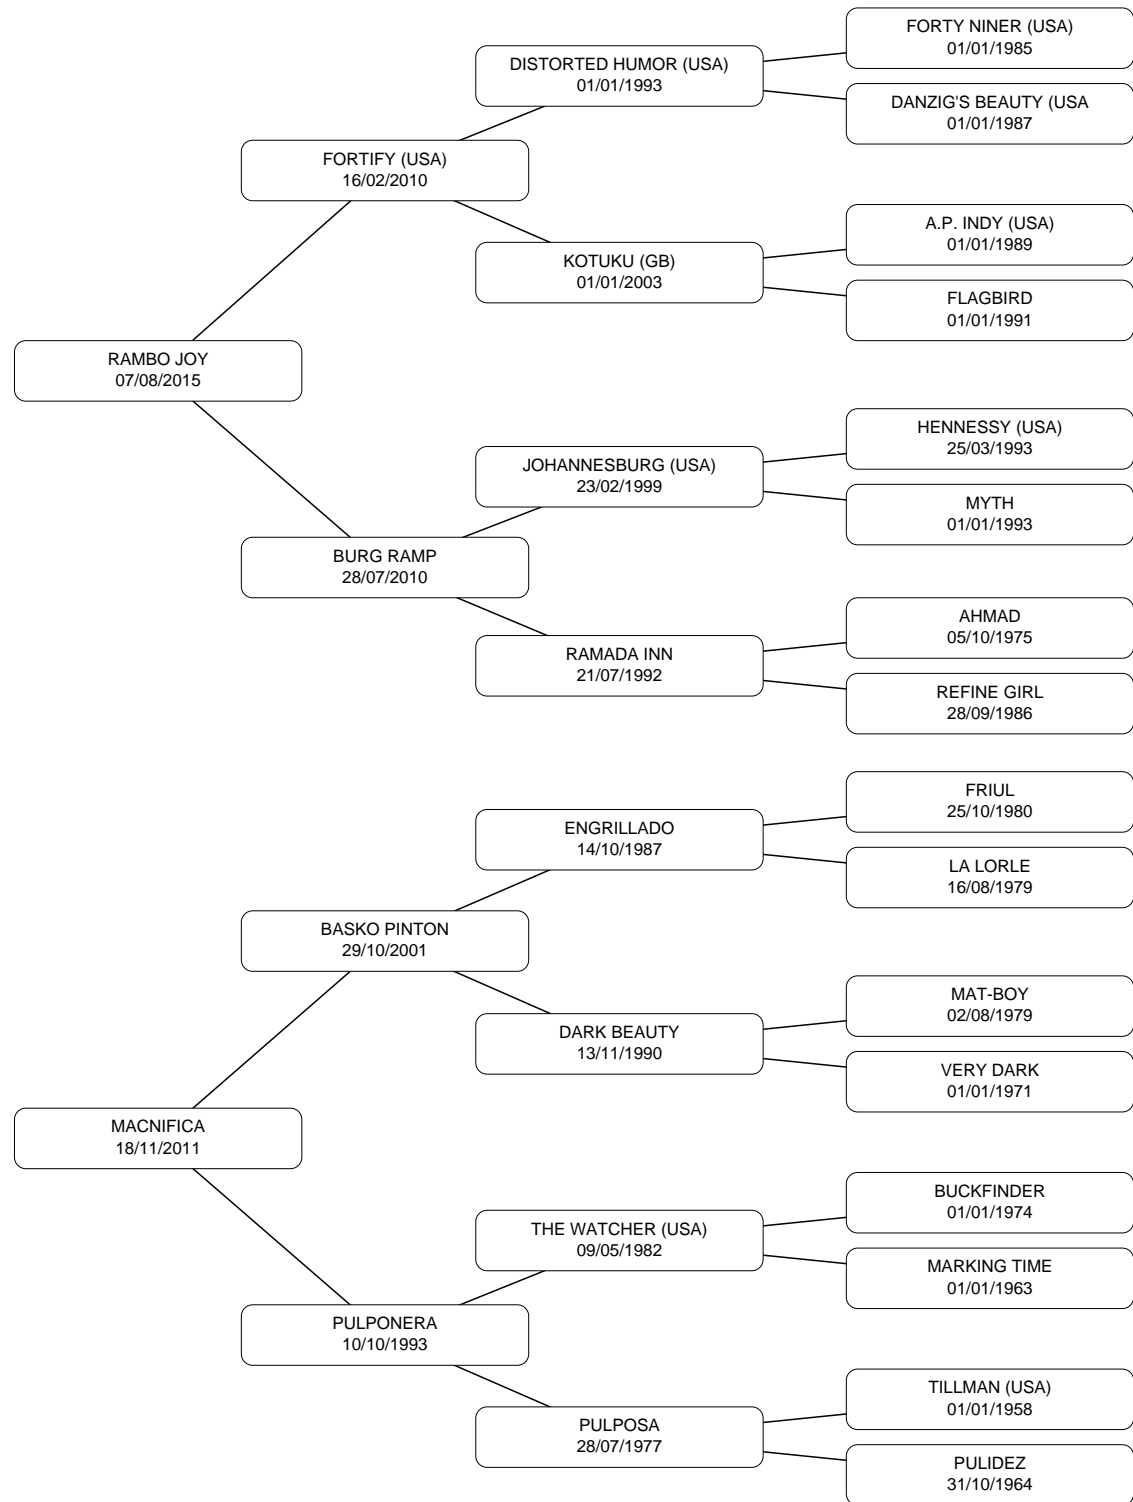 FORTY NINER (USA)
01/01/1985
DISTORTED HUMOR (USA)
01/01/1993
DANZIG'S BEAUTY (USA
01/01/1987
FORTIFY (USA)
16/02/2010
A.P. INDY (USA)
01/01/1989
KOTUKU (GB)
01/01/2003
FLAGBIRD
01/01/1991
RAMBO JOY
07/08/2015
HENNESSY (USA)
25/03/1993
JOHANNESBURG (USA)
23/02/1999
MYTH
01/01/1993
BURG RAMP
28/07/2010
AHMAD
05/10/1975
RAMADA INN
21/07/1992
REFINE GIRL
28/09/1986
FRIUL
25/10/1980
ENGRILLADO
14/10/1987
LA LORLE
16/08/1979
BASKO PINTON
29/10/2001
MAT-BOY
02/08/1979
DARK BEAUTY
13/11/1990
VERY DARK
01/01/1971
MACNIFICA
18/11/2011
BUCKFINDER
01/01/1974
THE WATCHER (USA)
09/05/1982
MARKING TIME
01/01/1963
PULPONERA
10/10/1993
TILLMAN (USA)
01/01/1958
PULPOSA
28/07/1977
PULIDEZ
31/10/1964